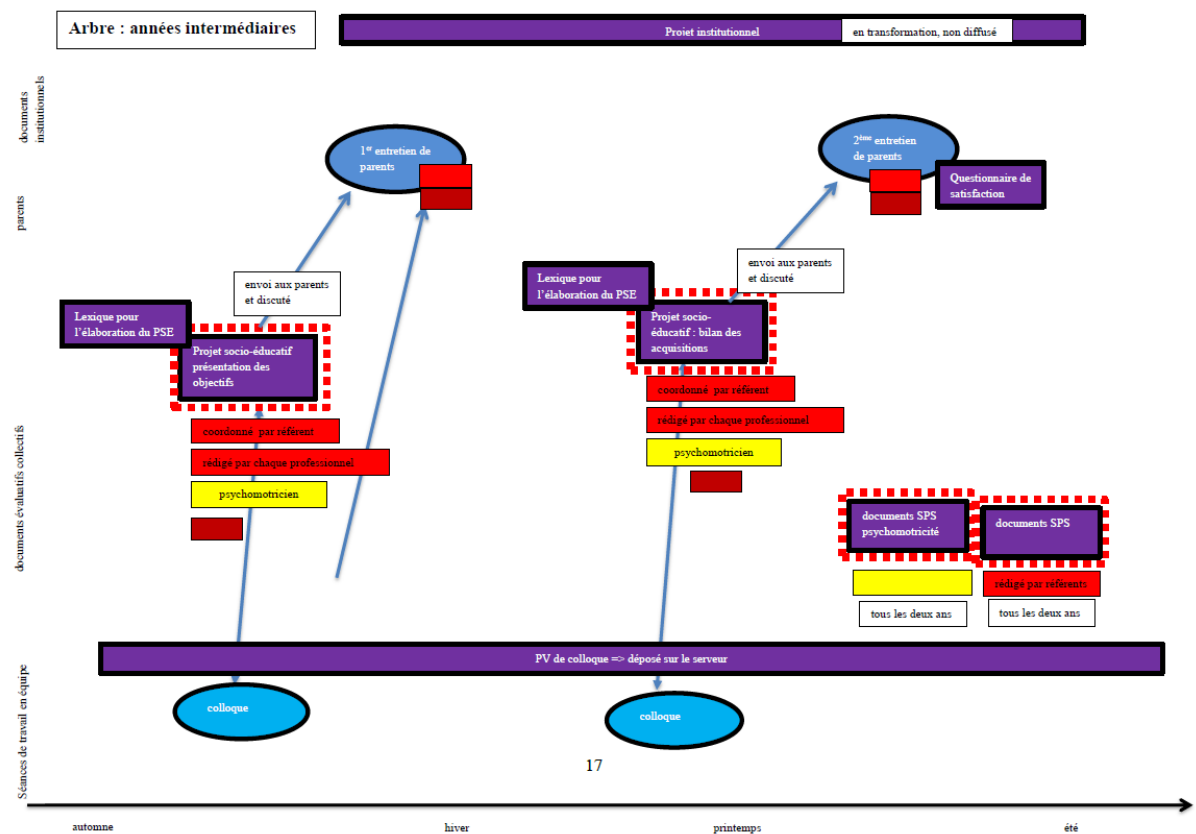 Arbre : années intermédiaires
Projet institutionnel
en transformation, non diffusé
documents
institutionnels
1er entretien de
parents
2ème entretien
de parents
Questionnaire de
satisfaction
parents
envoi aux parents
et discuté
envoi aux parents
et discuté
Lexique pour
l'élaboration du PSE
Projet socio-éducatif
présentation des
objectifs
Lexique pour
l'élaboration du PSE
Projet socio-
éducatif : bilan des
acquisitions
coordonné par référent
rédigé par chaque professionnel
psychomotricien
coordonné par référent
rédigé par chaque professionnel
psychomotricien
documents évaluatifs collectifs
documents SPS
psychomotricité
documents SPS
rédigé par référents
tous les deux ans
tous les deux ans
PV de colloque => déposé sur le serveur
colloque
colloque
Séances de travail en équipe
17
automne
hiver
printemps
été